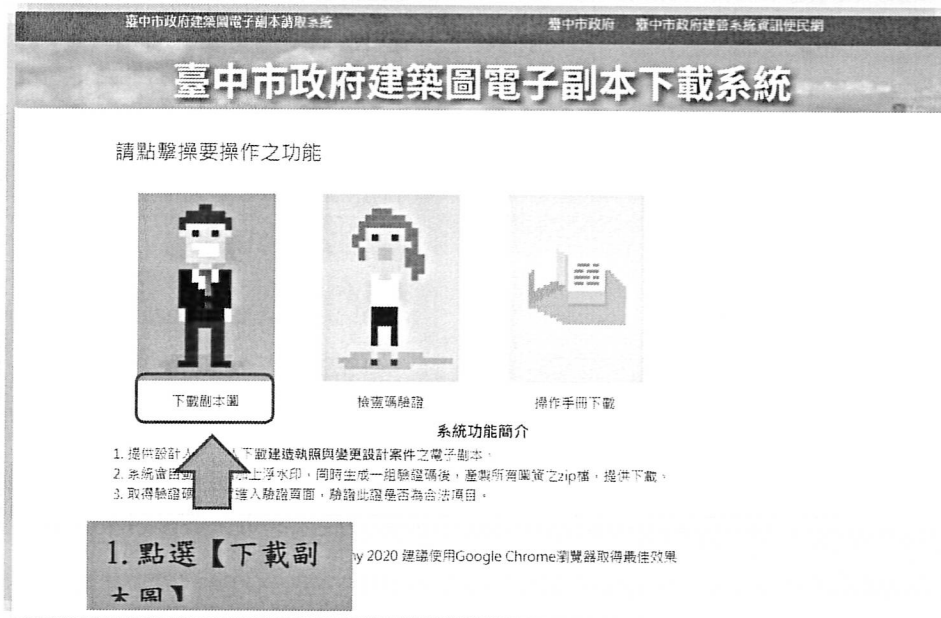 臺中市政府建築圖電子副本請取系統
臺中市政府 臺中市政府建管系統資訊便民網
臺中市政府建築圖電子副本下載系統
請點擊操要操作之功能
下載副本圖
檢查碼驗證
操作手冊下載
系統功能簡介
1. 提供設計人 人下載建造執照與變更設計案件之電子副本。
2. 系統會自動 加上浮水印，同時生成一組驗證碼後，產製所有圖資之zip檔，提供下載。
3. 取得驗證碼 進入驗證頁面，驗證此證是否為合法項目。
1. 點選【下載副
本圖】
ay 2020 建議使用Google Chrome瀏覽器取得最佳效果